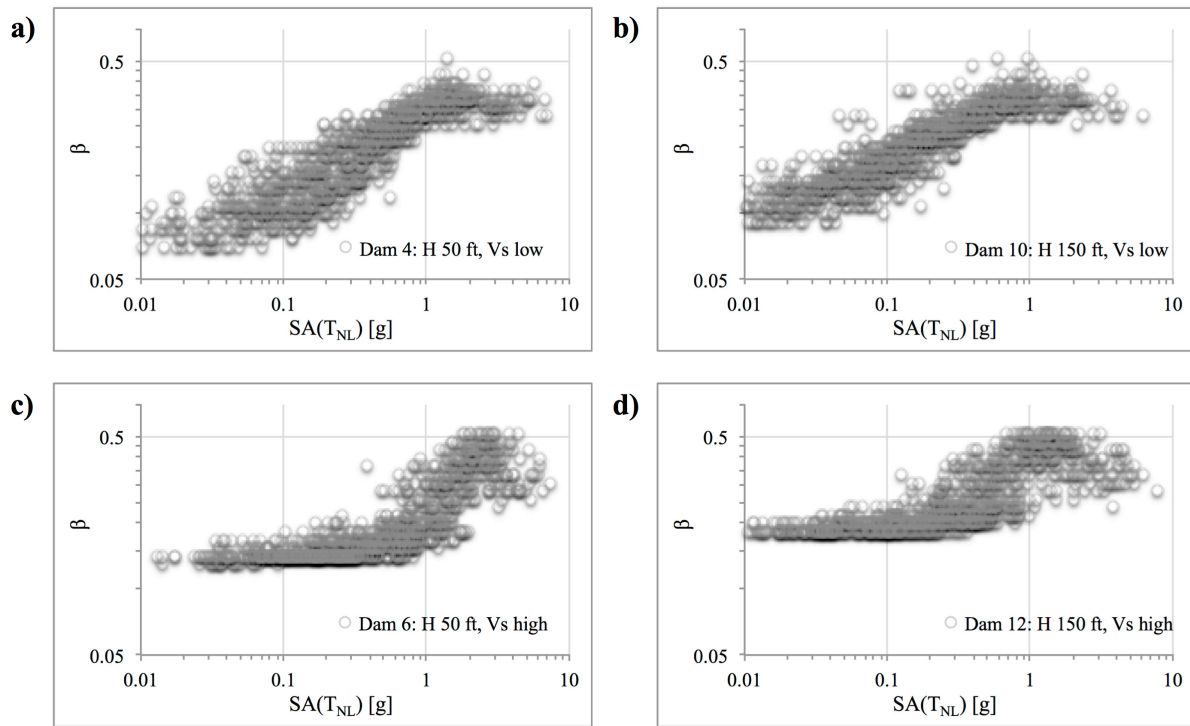 a)
0.5
β
0.05
Dam 4: H 50 ft, Vs low
0.01 0.1 1 10
SA(T_NL) [g]
b)
0.5
β
0.05
Dam 10: H 150 ft, Vs low
0.01 0.1 1 10
SA(T_NL) [g]
c)
0.5
β
0.05
Dam 6: H 50 ft, Vs high
0.01 0.1 1 10
SA(T_NL) [g]
d)
0.5
β
0.05
Dam 12: H 150 ft, Vs high
0.01 0.1 1 10
SA(T_NL) [g]